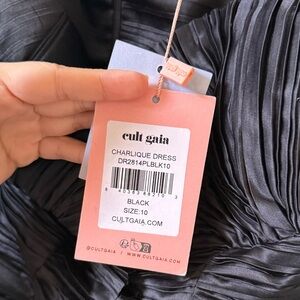 cult gaia
CHARLIQUE DRESS
DR2814PLBLK10
BLACK
SIZE:10
CULTGAIA.COM
@CULTGAIA / WWW.CULTGAIA.COM